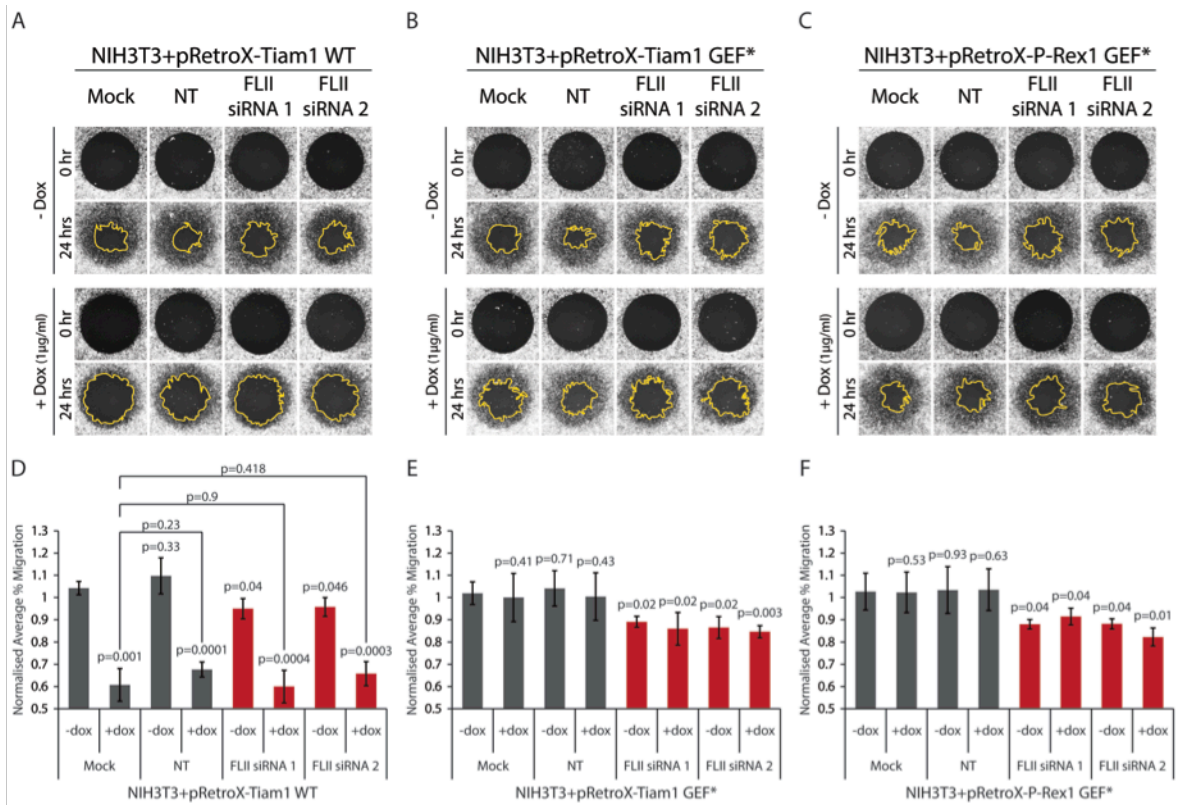 A
NIH3T3+pRetroX-Tiam1 WT
Mock NT FLII siRNA 1 FLII siRNA 2
- Dox
0 hr
24 hrs
+ Dox (1μg/ml)
0 hr
24 hrs
B
NIH3T3+pRetroX-Tiam1 GEF*
Mock NT FLII siRNA 1 FLII siRNA 2
- Dox
0 hr
24 hrs
+ Dox (1μg/ml)
0 hr
24 hrs
C
NIH3T3+pRetroX-P-Rex1 GEF*
Mock NT FLII siRNA 1 FLII siRNA 2
- Dox
0 hr
24 hrs
+ Dox (1μg/ml)
0 hr
24 hrs
D
p=0.418
p=0.9
p=0.23
p=0.33
p=0.04
p=0.046
p=0.001
p=0.0001
p=0.0004
p=0.0003
Normalised Average % Migration
1.3
1.2
1.1
1
0.9
0.8
0.7
0.6
0.5
-dox +dox -dox +dox -dox +dox -dox +dox
Mock NT FLII siRNA 1 FLII siRNA 2
NIH3T3+pRetroX-Tiam1 WT
E
p=0.41
p=0.71
p=0.43
p=0.02
p=0.02
p=0.02
p=0.003
Normalised Average % Migration
1.3
1.2
1.1
1
0.9
0.8
0.7
0.6
0.5
-dox +dox -dox +dox -dox +dox -dox +dox
Mock NT FLII siRNA 1 FLII siRNA 2
NIH3T3+pRetroX-Tiam1 GEF*
F
p=0.53
p=0.93
p=0.63
p=0.04
p=0.04
p=0.04
p=0.01
Normalised Average % Migration
1.3
1.2
1.1
1
0.9
0.8
0.7
0.6
0.5
-dox +dox -dox +dox -dox +dox -dox +dox
Mock NT FLII siRNA 1 FLII siRNA 2
NIH3T3+pRetroX-P-Rex1 GEF*